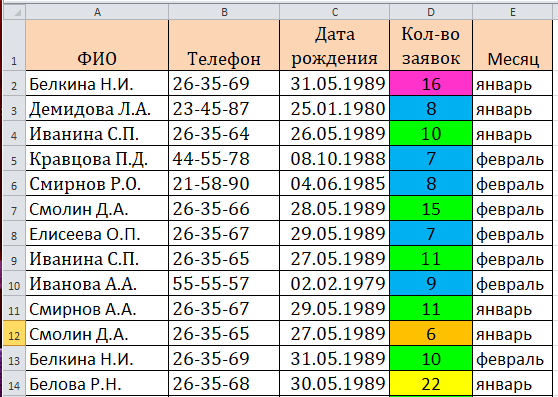 A B C D E
1 ФИО Телефон Дата рождения Кол-во заявок Месяц
2 Белкина Н.И. 26-35-69 31.05.1989 16 январь
3 Демидова Л.А. 23-45-87 25.01.1980 8 январь
4 Иванина С.П. 26-35-64 26.05.1989 10 январь
5 Кравцова П.Д. 44-55-78 08.10.1988 7 февраль
6 Смирнов Р.О. 21-58-90 04.06.1985 8 февраль
7 Смолин Д.А. 26-35-66 28.05.1989 15 февраль
8 Елисеева О.П. 26-35-67 29.05.1989 7 февраль
9 Иванина С.П. 26-35-65 27.05.1989 11 февраль
10 Иванова А.А. 55-55-57 02.02.1979 9 февраль
11 Смирнов А.А. 26-35-67 29.05.1989 11 январь
12 Смолин Д.А. 26-35-65 27.05.1989 6 январь
13 Белкина Н.И. 26-35-69 31.05.1989 10 февраль
14 Белова Р.Н. 26-35-68 30.05.1989 22 январь